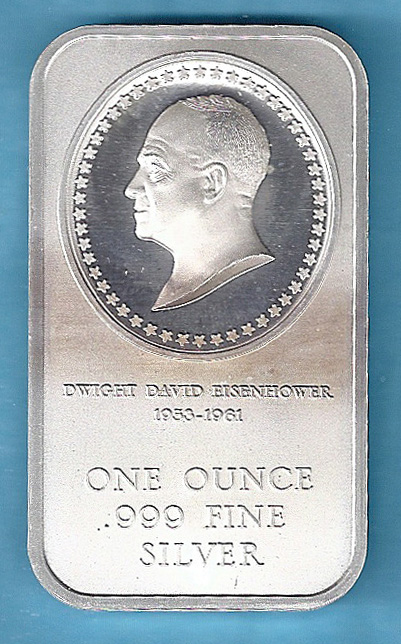 DWIGHT DAVID EISENHOWER
1953-1961
ONE OUNCE
.999 FINE
SILVER